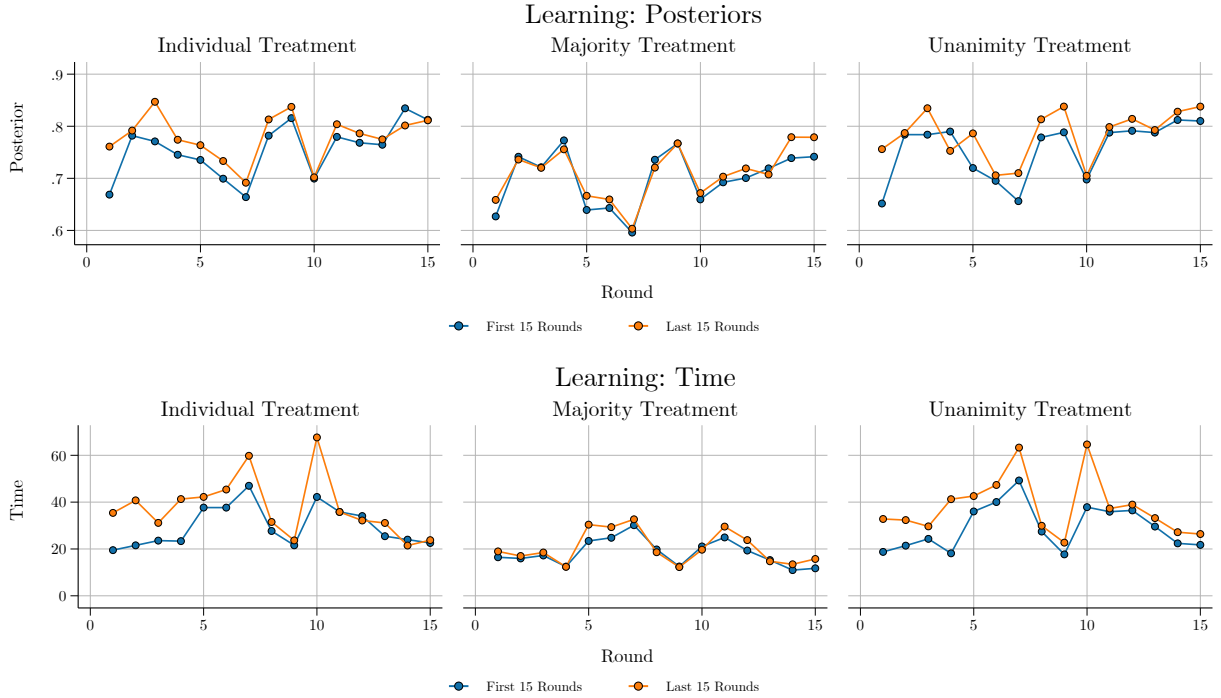 Learning: Posteriors
Individual Treatment
Majority Treatment
Unanimity Treatment
Posterior
.9
.8
.7
.6
0 5 10 15
0 5 10 15
0 5 10 15
Round
First 15 Rounds Last 15 Rounds
Learning: Time
Individual Treatment
Majority Treatment
Unanimity Treatment
Time
60
40
20
0
0 5 10 15
0 5 10 15
0 5 10 15
Round
First 15 Rounds Last 15 Rounds